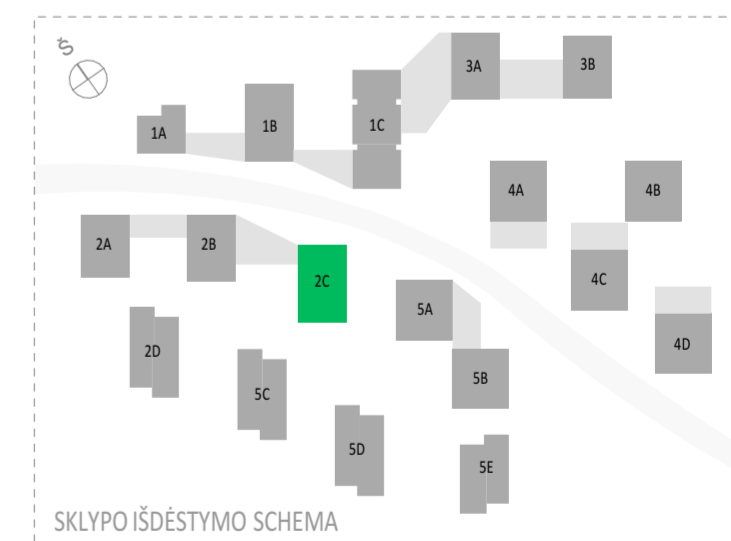 Š
3A
3B
1A
1B
1C
4A
4B
2A
2B
2C
4C
5A
4D
2D
5B
5C
5D
5E
SKLYPO IŠDĖSTYMO SCHEMA